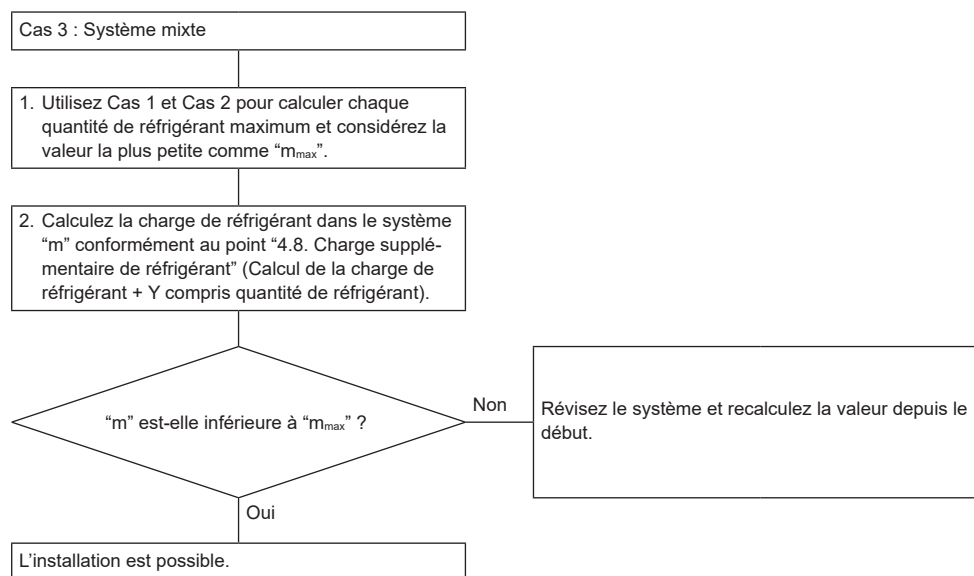 Cas 3 : Système mixte
1. Utilisez Cas 1 et Cas 2 pour calculer chaque
quantité de réfrigérant maximum et considérez la
valeur la plus petite comme “mmax”.
2. Calculez la charge de réfrigérant dans le système
“m” conformément au point “4.8. Charge supplé-
mentaire de réfrigérant” (Calcul de la charge de
réfrigérant + Y compris quantité de réfrigérant).
“m” est-elle inférieure à “mmax” ?
Non
Révisez le système et recalculez la valeur depuis le
début.
Oui
L’installation est possible.